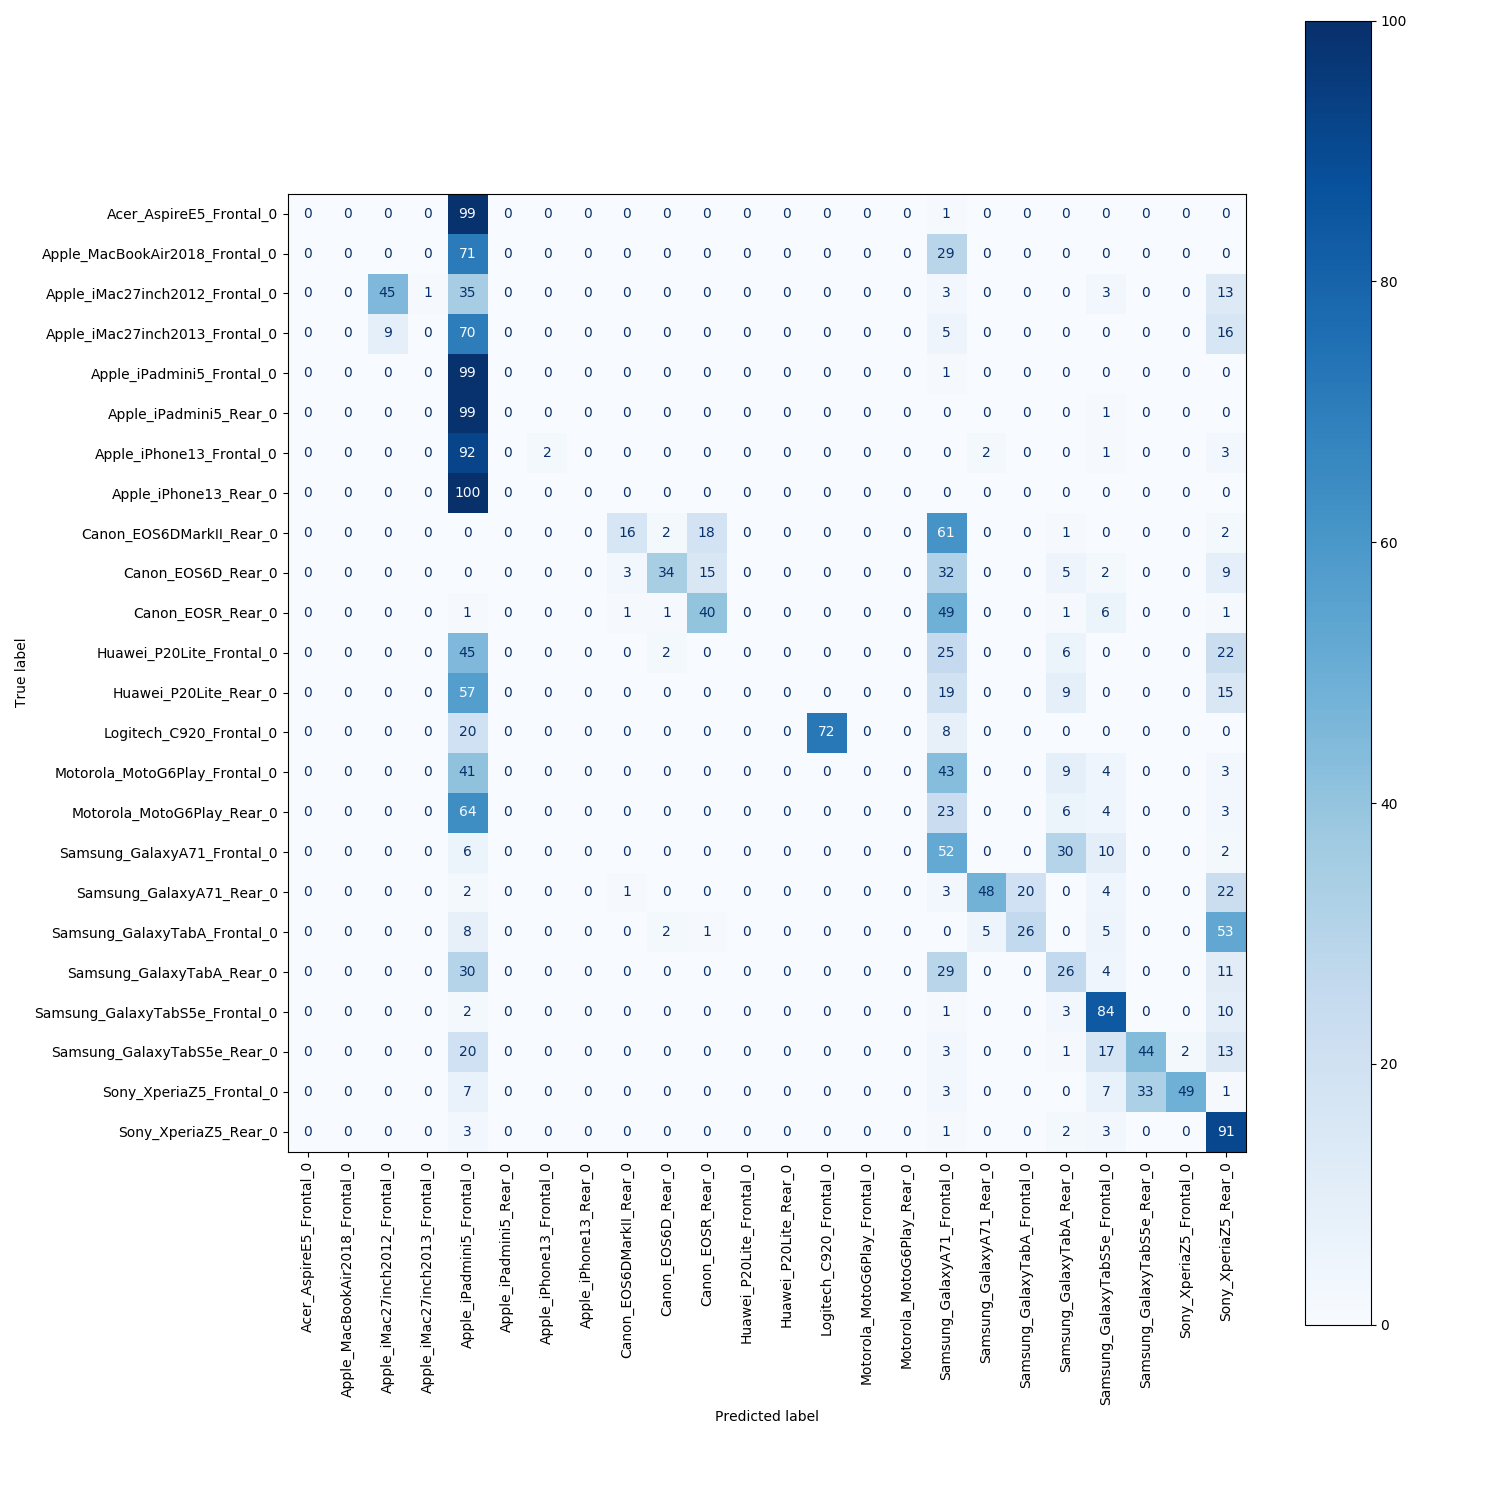 100
Acer_AspireE5_Frontal_0 0 0 0 0 99 0 0 0 0 0 0 0 0 0 0 0 1 0 0 0 0 0 0 0
Apple_MacBookAir2018_Frontal_0 0 0 0 0 71 0 0 0 0 0 0 0 0 0 0 0 29 0 0 0 0 0 0 0
80
Apple_iMac27inch2012_Frontal_0 0 0 45 1 35 0 0 0 0 0 0 0 0 0 0 0 3 0 0 0 3 0 0 13
Apple_iMac27inch2013_Frontal_0 0 0 9 0 70 0 0 0 0 0 0 0 0 0 0 0 5 0 0 0 0 0 0 16
Apple_iPadmini5_Frontal_0 0 0 0 0 99 0 0 0 0 0 0 0 0 0 0 0 1 0 0 0 0 0 0 0
Apple_iPadmini5_Rear_0 0 0 0 0 99 0 0 0 0 0 0 0 0 0 0 0 0 0 0 0 1 0 0 0
Apple_iPhone13_Frontal_0 0 0 0 0 92 0 2 0 0 0 0 0 0 0 0 0 0 2 0 0 1 0 0 3
Apple_iPhone13_Rear_0 0 0 0 0 100 0 0 0 0 0 0 0 0 0 0 0 0 0 0 0 0 0 0 0
Canon_EOS6DMarkII_Rear_0 0 0 0 0 0 0 0 0 16 2 18 0 0 0 0 0 61 0 0 1 0 0 0 2
60
Canon_EOS6D_Rear_0 0 0 0 0 0 0 0 0 3 34 15 0 0 0 0 0 32 0 0 5 2 0 0 9
Canon_EOSR_Rear_0 0 0 0 0 1 0 0 0 1 1 40 0 0 0 0 0 49 0 0 1 6 0 0 1
Huawei_P20Lite_Frontal_0 0 0 0 0 45 0 0 0 0 2 0 0 0 0 0 0 25 0 0 6 0 0 0 22
True label
Huawei_P20Lite_Rear_0 0 0 0 0 57 0 0 0 0 0 0 0 0 0 0 0 19 0 0 9 0 0 0 15
Logitech_C920_Frontal_0 0 0 0 0 20 0 0 0 0 0 0 0 0 72 0 0 8 0 0 0 0 0 0 0
Motorola_MotoG6Play_Frontal_0 0 0 0 0 41 0 0 0 0 0 0 0 0 0 0 0 43 0 0 9 4 0 0 3
40
Motorola_MotoG6Play_Rear_0 0 0 0 0 64 0 0 0 0 0 0 0 0 0 0 0 23 0 0 6 4 0 0 3
Samsung_GalaxyA71_Frontal_0 0 0 0 0 6 0 0 0 0 0 0 0 0 0 0 0 52 0 0 30 10 0 0 2
Samsung_GalaxyA71_Rear_0 0 0 0 0 2 0 0 0 1 0 0 0 0 0 0 0 3 48 20 0 4 0 0 22
Samsung_GalaxyTabA_Frontal_0 0 0 0 0 8 0 0 0 0 2 1 0 0 0 0 0 0 5 26 0 5 0 0 53
Samsung_GalaxyTabA_Rear_0 0 0 0 0 30 0 0 0 0 0 0 0 0 0 0 0 29 0 0 26 4 0 0 11
Samsung_GalaxyTabS5e_Frontal_0 0 0 0 0 2 0 0 0 0 0 0 0 0 0 0 0 1 0 0 3 84 0 0 10
Samsung_GalaxyTabS5e_Rear_0 0 0 0 0 20 0 0 0 0 0 0 0 0 0 0 0 3 0 0 1 17 44 2 13
20
Sony_XperiaZ5_Frontal_0 0 0 0 0 7 0 0 0 0 0 0 0 0 0 0 0 3 0 0 0 7 33 49 1
Sony_XperiaZ5_Rear_0 0 0 0 0 3 0 0 0 0 0 0 0 0 0 0 0 1 0 0 2 3 0 0 91
Acer_AspireE5_Frontal_0
Apple_MacBookAir2018_Frontal_0
Apple_iMac27inch2012_Frontal_0
Apple_iMac27inch2013_Frontal_0
Apple_iPadmini5_Frontal_0
Apple_iPadmini5_Rear_0
Apple_iPhone13_Frontal_0
Apple_iPhone13_Rear_0
Canon_EOS6DMarkII_Rear_0
Canon_EOS6D_Rear_0
Canon_EOSR_Rear_0
Huawei_P20Lite_Frontal_0
Huawei_P20Lite_Rear_0
Logitech_C920_Frontal_0
Motorola_MotoG6Play_Frontal_0
Motorola_MotoG6Play_Rear_0
Samsung_GalaxyA71_Frontal_0
Samsung_GalaxyA71_Rear_0
Samsung_GalaxyTabA_Frontal_0
Samsung_GalaxyTabA_Rear_0
Samsung_GalaxyTabS5e_Frontal_0
Samsung_GalaxyTabS5e_Rear_0
Sony_XperiaZ5_Frontal_0
Sony_XperiaZ5_Rear_0
0
Predicted label